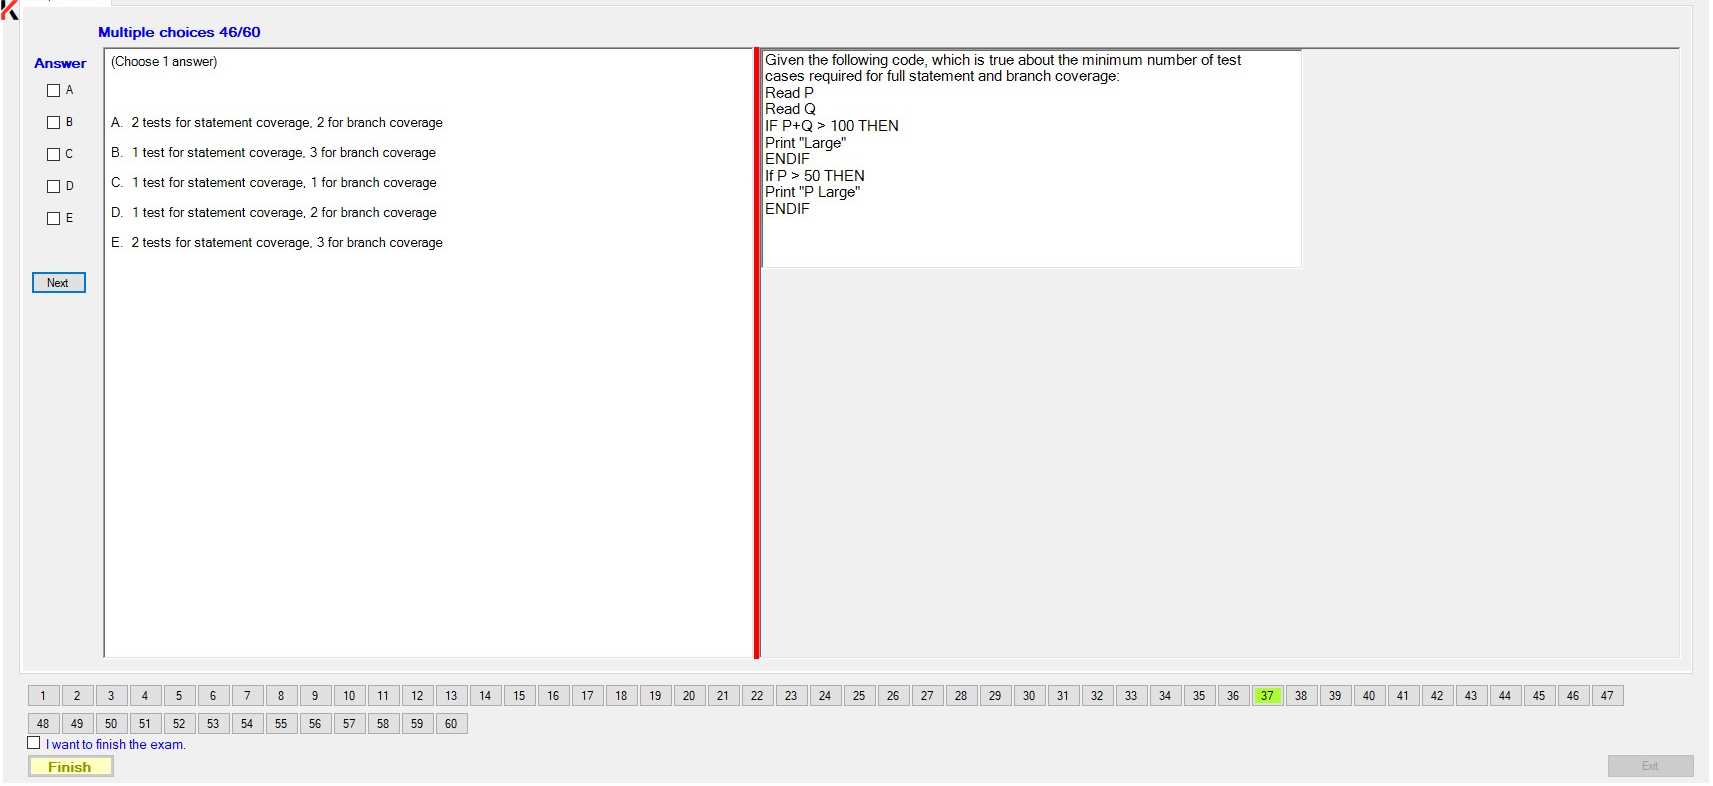 Multiple choices 46/60
Answer
A
B
C
D
E
Next
(Choose 1 answer)
A. 2 tests for statement coverage, 2 for branch coverage
B. 1 test for statement coverage, 3 for branch coverage
C. 1 test for statement coverage, 1 for branch coverage
D. 1 test for statement coverage, 2 for branch coverage
E. 2 tests for statement coverage, 3 for branch coverage
Given the following code, which is true about the minimum number of test
cases required for full statement and branch coverage:
Read P
Read Q
IF P+Q > 100 THEN
Print "Large"
ENDIF
If P > 50 THEN
Print "P Large"
ENDIF
1 2 3 4 5 6 7 8 9 10 11 12 13 14 15 16 17 18 19 20 21 22 23 24 25 26 27 28 29 30 31 32 33 34 35 36 37 38 39 40 41 42 43 44 45 46 47
48 49 50 51 52 53 54 55 56 57 58 59 60
I want to finish the exam.
Finish
Exit